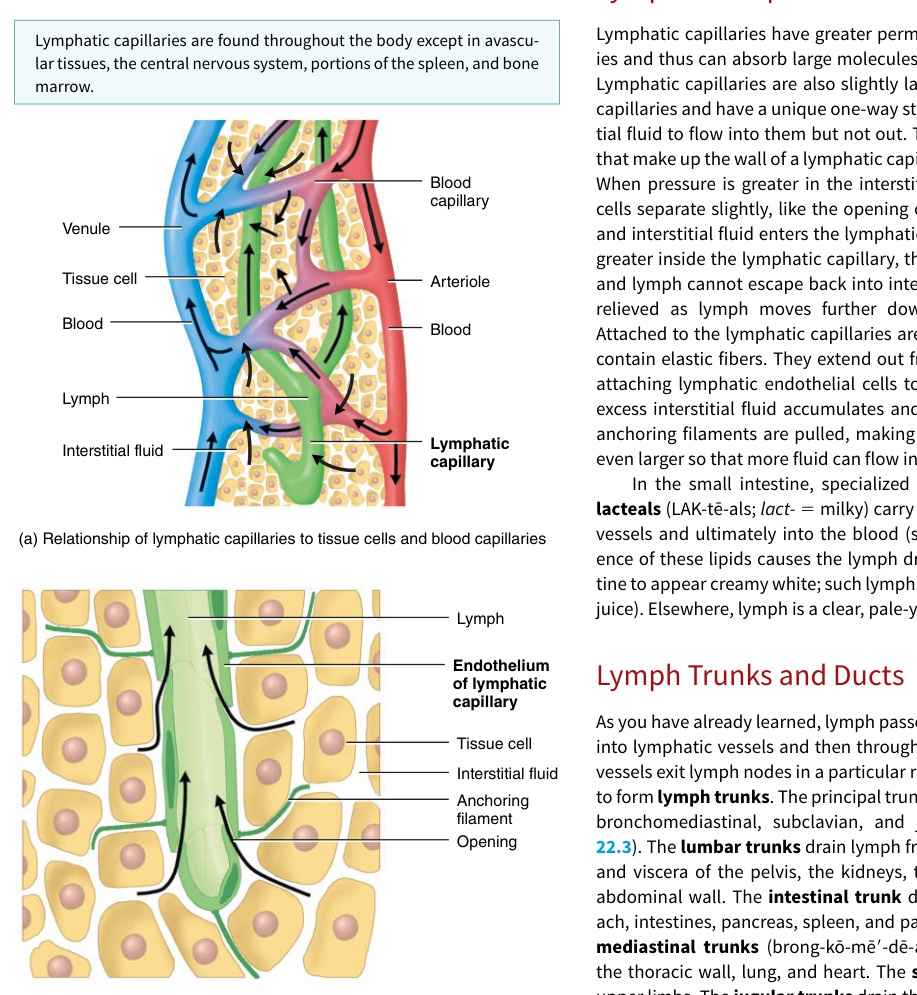 Lymphatic capillaries are found throughout the body except in avascu-
lar tissues, the central nervous system, portions of the spleen, and bone
marrow.
Blood
capillary
Venule
Tissue cell
Arteriole
Blood
Blood
Lymph
Interstitial fluid
Lymphatic
capillary
(a) Relationship of lymphatic capillaries to tissue cells and blood capillaries
Lymph
Endothelium
of lymphatic
capillary
Tissue cell
Interstitial fluid
Anchoring
filament
Opening
Lymphatic capillaries have greater perm
ies and thus can absorb large molecules
Lymphatic capillaries are also slightly la
capillaries and have a unique one-way st
tial fluid to flow into them but not out. T
that make up the wall of a lymphatic capi
When pressure is greater in the interstit
cells separate slightly, like the opening o
and interstitial fluid enters the lymphatic
greater inside the lymphatic capillary, th
and lymph cannot escape back into inte
relieved as lymph moves further dow
Attached to the lymphatic capillaries are
contain elastic fibers. They extend out f
attaching lymphatic endothelial cells to
excess interstitial fluid accumulates and
anchoring filaments are pulled, making
even larger so that more fluid can flow in
In the small intestine, specialized
lacteals (LAK-tē-als; lact- = milky) carry
vessels and ultimately into the blood (s
ence of these lipids causes the lymph dr
tine to appear creamy white; such lymph
juice). Elsewhere, lymph is a clear, pale-y
Lymph Trunks and Ducts
As you have already learned, lymph passe
into lymphatic vessels and then through
vessels exit lymph nodes in a particular r
to form lymph trunks. The principal trun
bronchomediastinal, subclavian, and j
22.3). The lumbar trunks drain lymph fr
and viscera of the pelvis, the kidneys, t
abdominal wall. The intestinal trunk d
ach, intestines, pancreas, spleen, and pa
mediastinal trunks (brong-kō-mē′-dē-a
the thoracic wall, lung, and heart. The s
upper limbs. The jugular trunks drain th